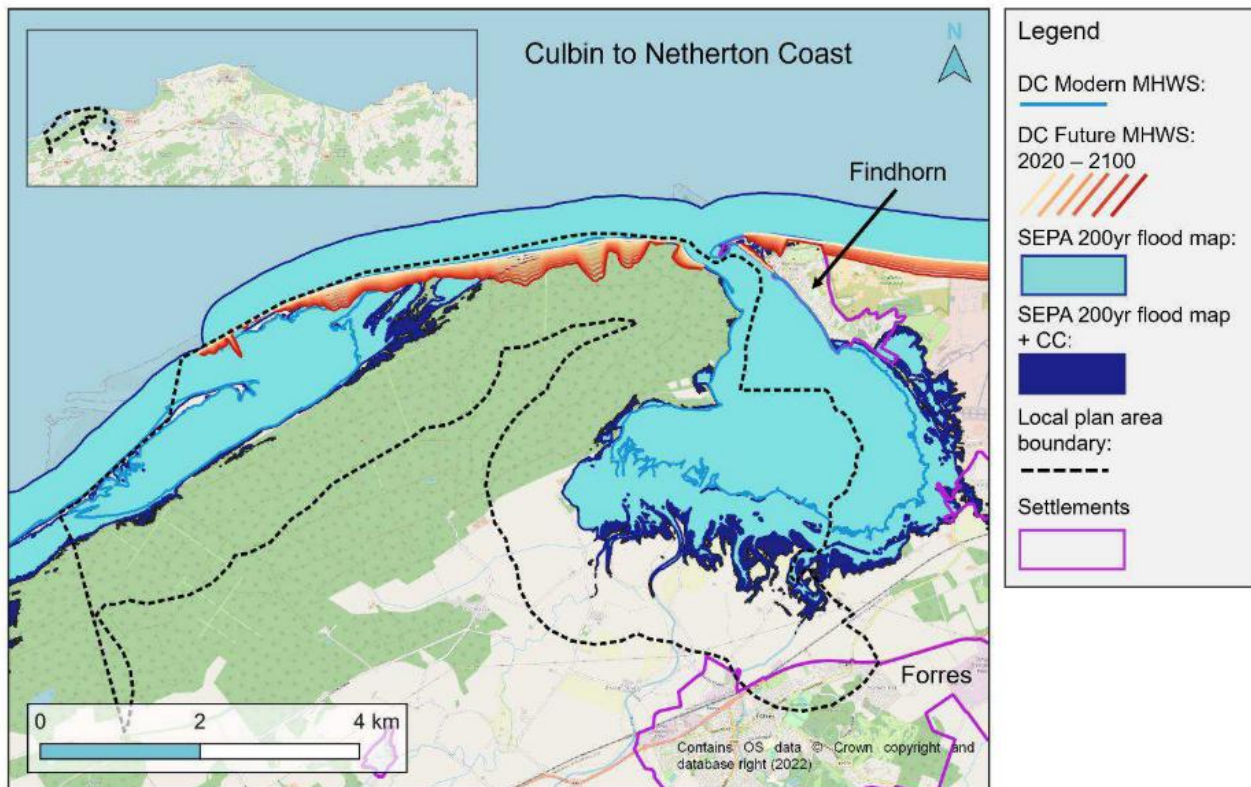 Culbin to Netherton Coast
N
Findhorn
Forres
0 2 4 km
Contains OS data © Crown copyright and
database right (2022)
Legend
DC Modern MHWS:
DC Future MHWS:
2020 – 2100
SEPA 200yr flood map:
SEPA 200yr flood map
+ CC:
Local plan area
boundary:
Settlements